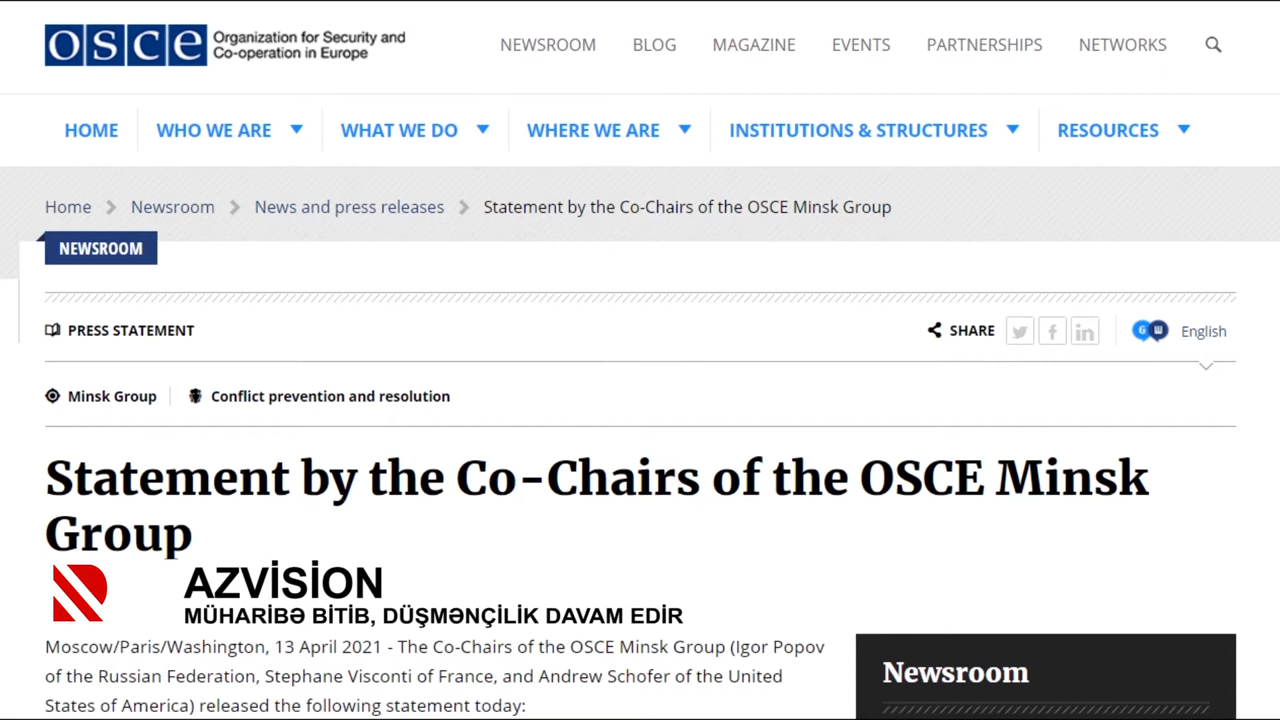 osce Organization for Security and
Co-operation in Europe
NEWSROOM BLOG MAGAZINE EVENTS PARTNERSHIPS NETWORKS
HOME WHO WE ARE WHAT WE DO WHERE WE ARE INSTITUTIONS & STRUCTURES RESOURCES
Home Newsroom News and press releases Statement by the Co-Chairs of the OSCE Minsk Group
NEWSROOM
PRESS STATEMENT SHARE English
Minsk Group Conflict prevention and resolution
Statement by the Co-Chairs of the OSCE Minsk
Group
AZVİSİON
MÜHARİBƏ BİTİB, DÜŞMƏNÇİLİK DAVAM EDİR
Moscow/Paris/Washington, 13 April 2021 - The Co-Chairs of the OSCE Minsk Group (Igor Popov
of the Russian Federation, Stephane Visconti of France, and Andrew Schofer of the United
States of America) released the following statement today:
Newsroom